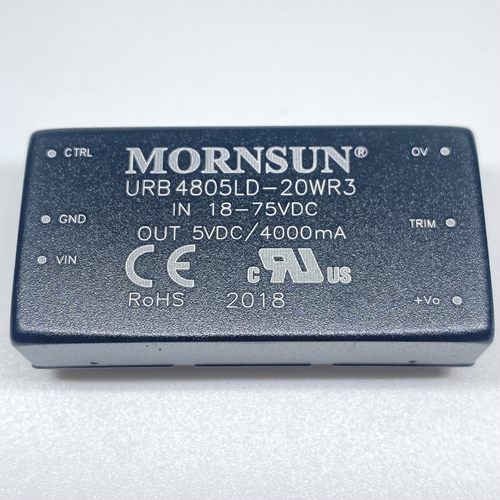 CTRL
MORNSUN®
0V
URB4805LD-20WR3
IN 18-75VDC
GND
TRIM
OUT 5VDC/4000mA
VIN
CE
c RU US
RoHS 2018
+Vo